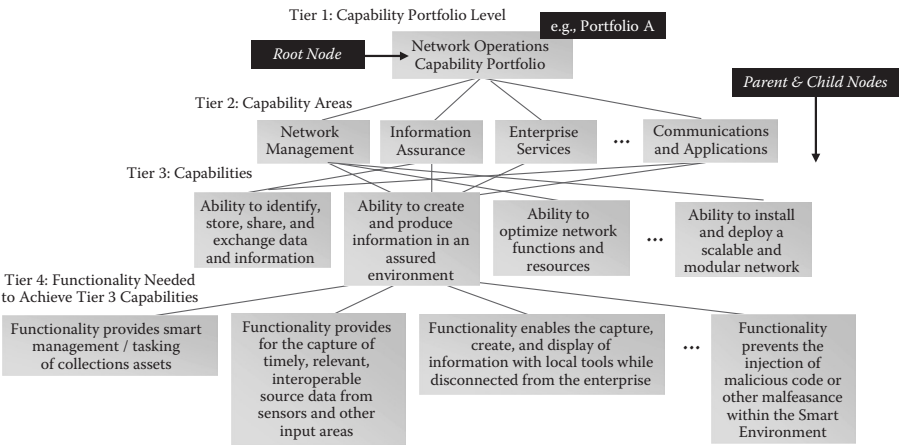 Tier 1: Capability Portfolio Level
e.g., Portfolio A
Root Node
Network Operations
Capability Portfolio
Parent & Child Nodes
Tier 2: Capability Areas
Network
Management
Information
Assurance
Enterprise
Services
...
Communications
and Applications
Tier 3: Capabilities
Ability to identify,
store, share, and
exchange data
and information
Ability to create
and produce
information in an
assured
environment
Ability to
optimize network
functions and
resources
...
Ability to install
and deploy a
scalable and
modular network
Tier 4: Functionality Needed
to Achieve Tier 3 Capabilities
Functionality provides smart
management / tasking
of collections assets
Functionality provides
for the capture of
timely, relevant,
interoperable
source data from
sensors and other
input areas
Functionality enables the capture,
create, and display of
information with local tools while
disconnected from the enterprise
...
Functionality
prevents the
injection of
malicious code or
other malfeasance
within the Smart
Environment